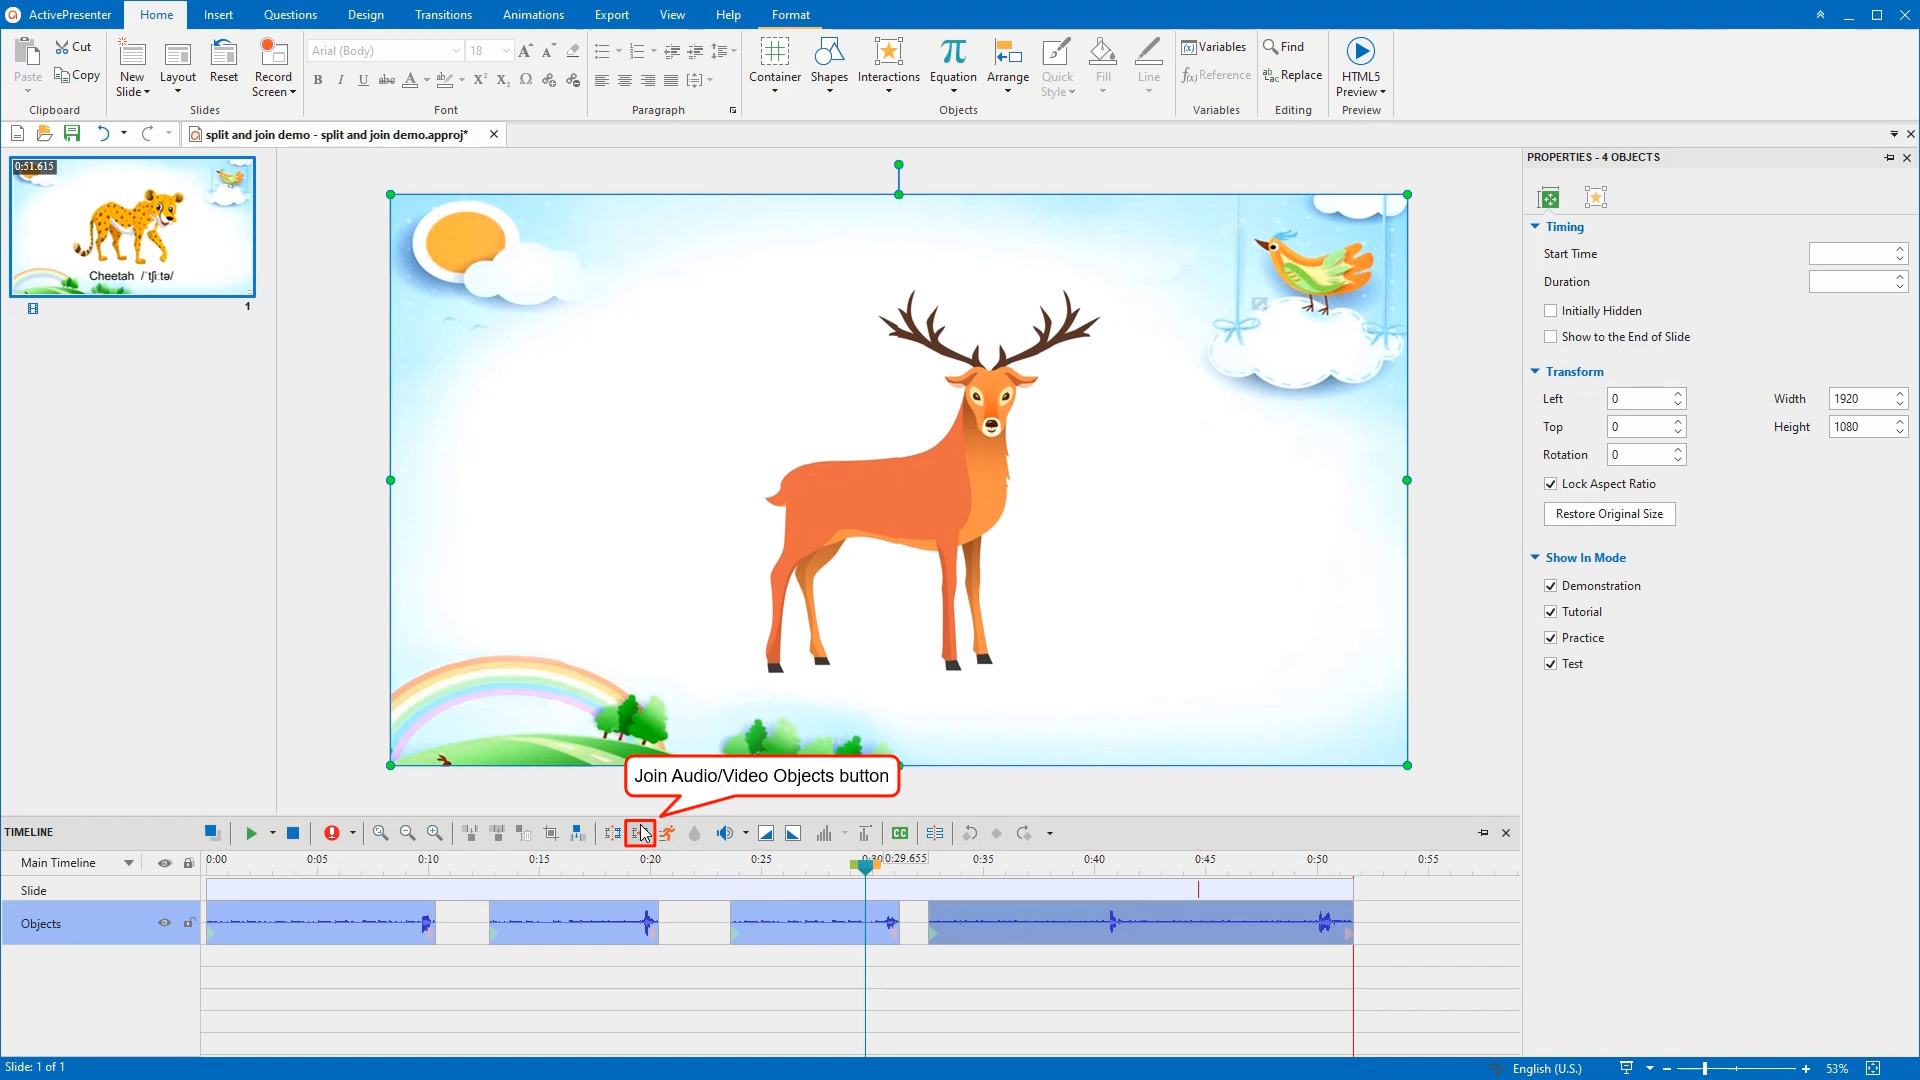 ActivePresenter
Home
Insert
Questions
Design
Transitions
Animations
Export
View
Help
Format
Paste
Cut
Copy
Clipboard
New Slide
Layout
Reset
Record Screen
Slides
Arial (Body)
18
B I U abc A ab X² X₂ Ω
Font
Paragraph
Container
Shapes
Interactions
Equation
Arrange
Quick Style
Fill
Line
Objects
(x) Variables
f(x) Reference
Variables
Find
Replace
Editing
HTML5 Preview
Preview
split and join demo - split and join demo.approj*
0:51.615
Cheetah /ˈtʃiːtə/
1
PROPERTIES - 4 OBJECTS
Timing
Start Time
Duration
Initially Hidden
Show to the End of Slide
Transform
Left 0 Width 1920
Top 0 Height 1080
Rotation 0
Lock Aspect Ratio
Restore Original Size
Show In Mode
Demonstration
Tutorial
Practice
Test
Join Audio/Video Objects button
TIMELINE
CC
Main Timeline
0:00 0:05 0:10 0:15 0:20 0:25 0:30 0:29.655 0:35 0:40 0:45 0:50 0:55
Slide
Objects
Slide: 1 of 1
English (U.S.)
53%